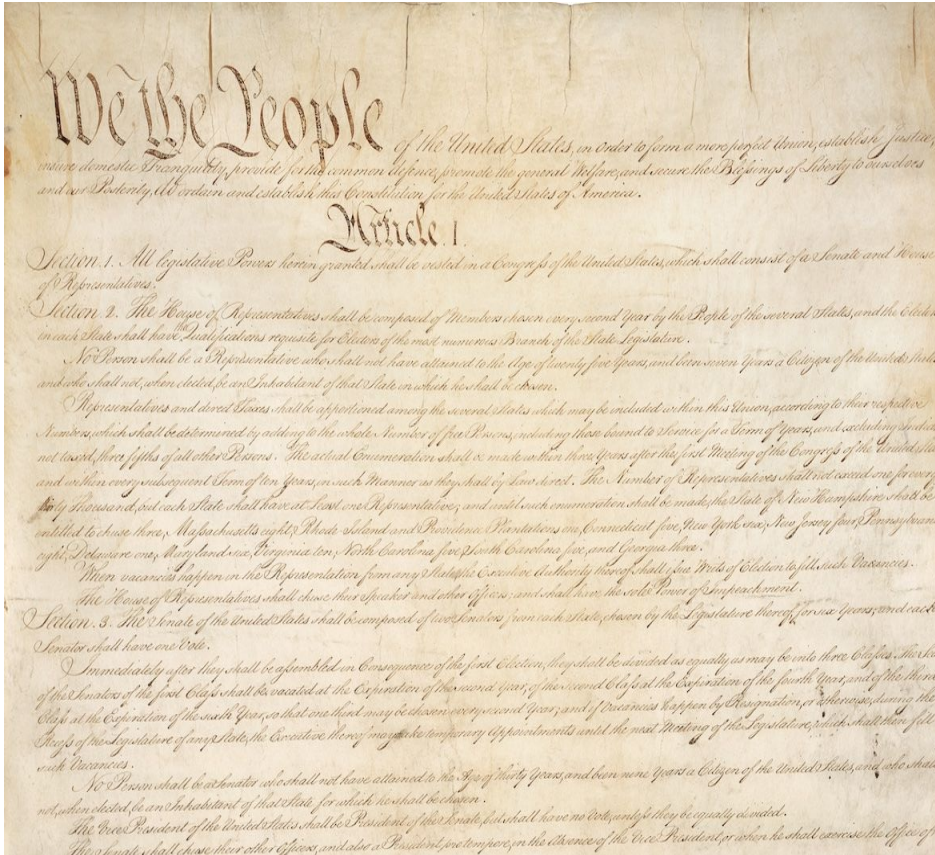 We the People of the United States, in Order to form a more perfect Union, establish Justice,
insure domestic Tranquility, provide for the common defence, promote the general Welfare, and secure the Blessings of Liberty to ourselves
and our Posterity, do ordain and establish this Constitution for the United States of America.
Article. I.
Section. 1. All legislative Powers herein granted shall be vested in a Congress of the United States, which shall consist of a Senate and House
of Representatives.
Section. 2. The House of Representatives shall be composed of Members chosen every second Year by the People of the several States, and the Electors
in each State shall have the Qualifications requisite for Electors of the most numerous Branch of the State Legislature.
No Person shall be a Representative who shall not have attained to the Age of twenty five Years, and been seven Years a Citizen of the United States,
and who shall not, when elected, be an Inhabitant of that State in which he shall be chosen.
Representatives and direct Taxes shall be apportioned among the several States which may be included within this Union, according to their respective
Numbers, which shall be determined by adding to the whole Number of free Persons, including those bound to Service for a Term of Years, and excluding Indians
not taxed, three fifths of all other Persons. The actual Enumeration shall be made within three Years after the first Meeting of the Congress of the United States,
and within every subsequent Term of ten Years, in such Manner as they shall by Law direct. The Number of Representatives shall not exceed one for every
thirty Thousand, but each State shall have at Least one Representative; and until such enumeration shall be made, the State of New Hampshire shall be
entitled to chuse three, Massachusetts eight, Rhode Island and Providence Plantations one, Connecticut five, New York six, New Jersey four, Pennsylvania
eight, Delaware one, Maryland six, Virginia ten, North Carolina five, South Carolina five, and Georgia three.
When vacancies happen in the Representation from any State, the Executive Authority thereof shall issue Writs of Election to fill such Vacancies.
The House of Representatives shall chuse their Speaker and other Officers; and shall have the sole Power of Impeachment.
Section. 3. The Senate of the United States shall be composed of two Senators from each State, chosen by the Legislature thereof, for six Years; and each
Senator shall have one Vote.
Immediately after they shall be assembled in Consequence of the first Election, they shall be divided as equally as may be into three Classes. The Seats
of the Senators of the first Class shall be vacated at the Expiration of the second Year, of the second Class at the Expiration of the fourth Year, and of the third
Class at the Expiration of the sixth Year, so that one third may be chosen every second Year; and if Vacancies happen by Resignation, or otherwise, during the
Recess of the Legislature of any State, the Executive thereof may make temporary Appointments until the next Meeting of the Legislature, which shall then fill
such Vacancies.
No Person shall be a Senator who shall not have attained to the Age of thirty Years, and been nine Years a Citizen of the United States, and who shall
not, when elected, be an Inhabitant of that State for which he shall be chosen.
The Vice President of the United States shall be President of the Senate, but shall have no Vote, unless they be equally divided.
The Senate shall chuse their other Officers, and also a President pro tempore, in the Absence of the Vice President, or when he shall exercise the Office of